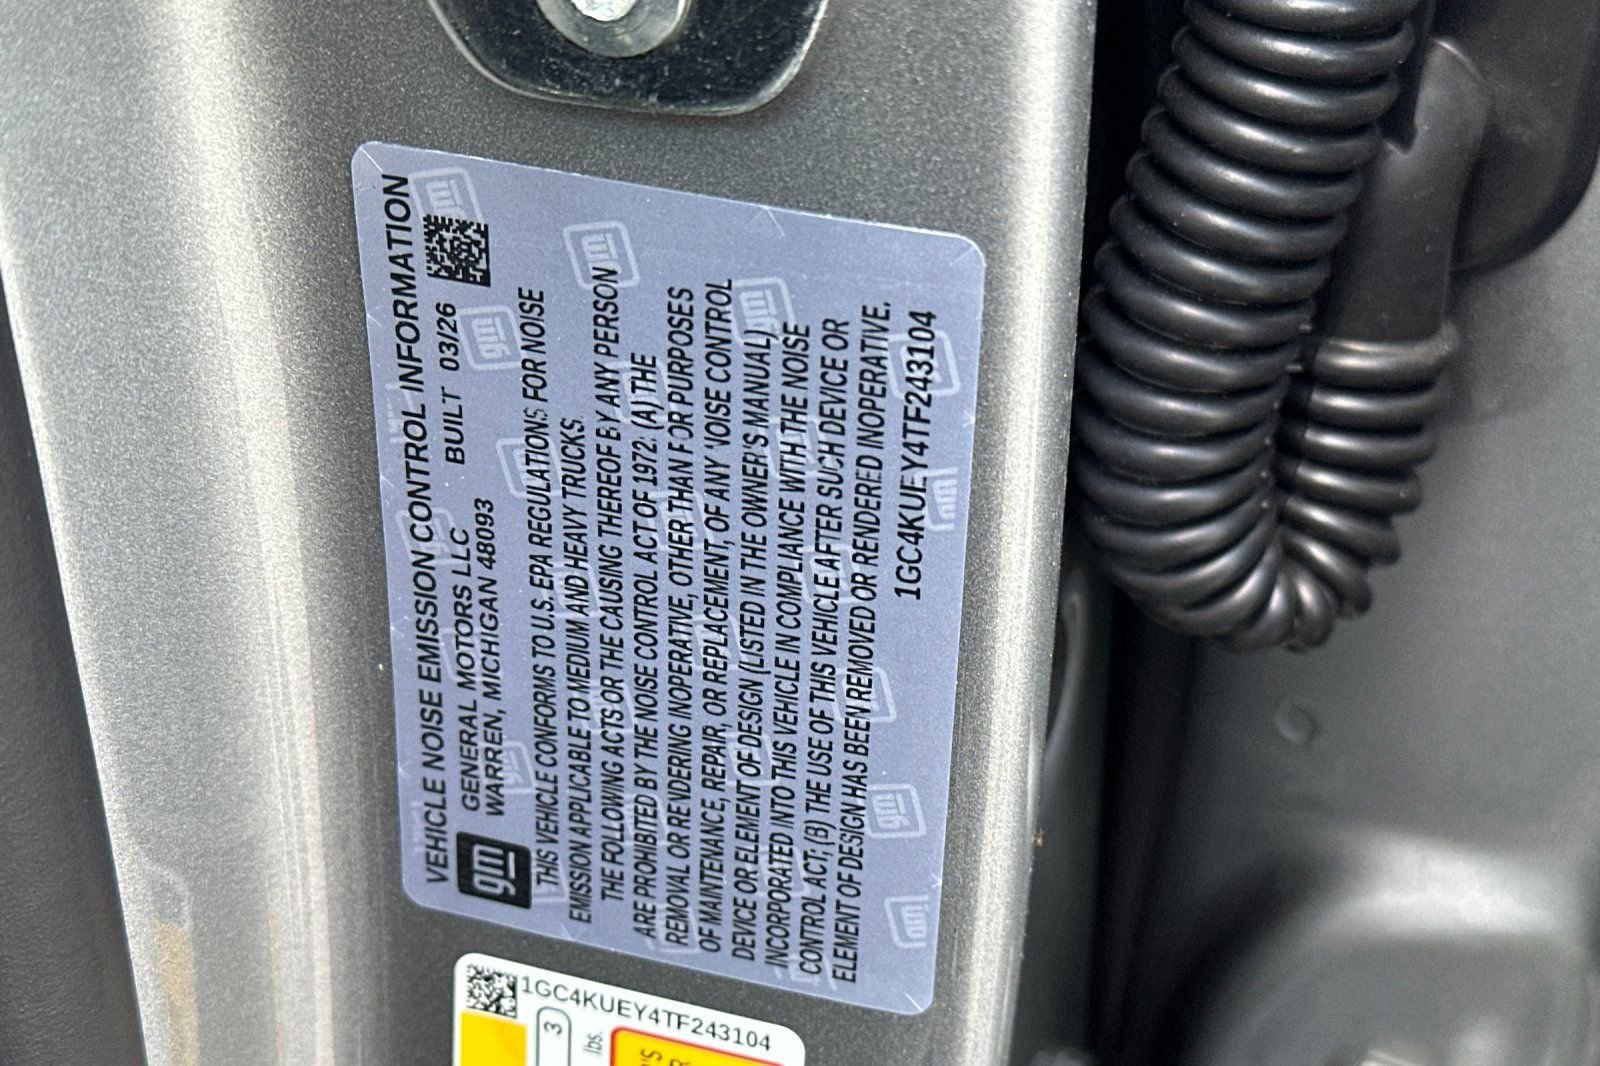 VEHICLE NOISE EMISSION CONTROL INFORMATION
gm
GENERAL MOTORS LLC BUILT 03/26
WARREN, MICHIGAN 48093
THIS VEHICLE CONFORMS TO U.S. EPA REGULATIONS FOR NOISE
EMISSION APPLICABLE TO MEDIUM AND HEAVY TRUCKS.
THE FOLLOWING ACTS OR THE CAUSING THEREOF BY ANY PERSON
ARE PROHIBITED BY THE NOISE CONTROL ACT OF 1972: (A) THE
REMOVAL OR RENDERING INOPERATIVE, OTHER THAN FOR PURPOSES
OF MAINTENANCE, REPAIR, OR REPLACEMENT, OF ANY NOISE CONTROL
DEVICE OR ELEMENT OF DESIGN (LISTED IN THE OWNER'S MANUAL)
INCORPORATED INTO THIS VEHICLE IN COMPLIANCE WITH THE NOISE
CONTROL ACT; (B) THE USE OF THIS VEHICLE AFTER SUCH DEVICE OR
ELEMENT OF DESIGN HAS BEEN REMOVED OR RENDERED INOPERATIVE.
1GC4KUEY4TF243104
1GC4KUEY4TF243104
3
lbs.